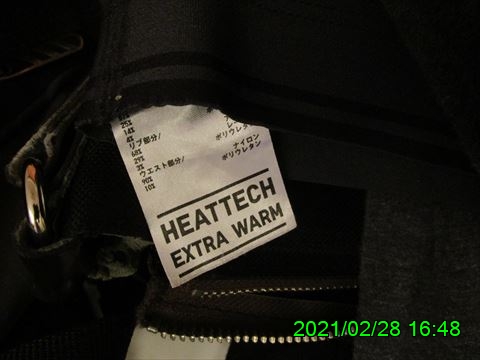 25%
14%
4%
リブ部分/
68%
29%
3%
ウエスト部分/
90%
10%
ポリウレタン
ナイロン
ポリウレタン
HEATTECH
EXTRA WARM
2021/02/28 16:48